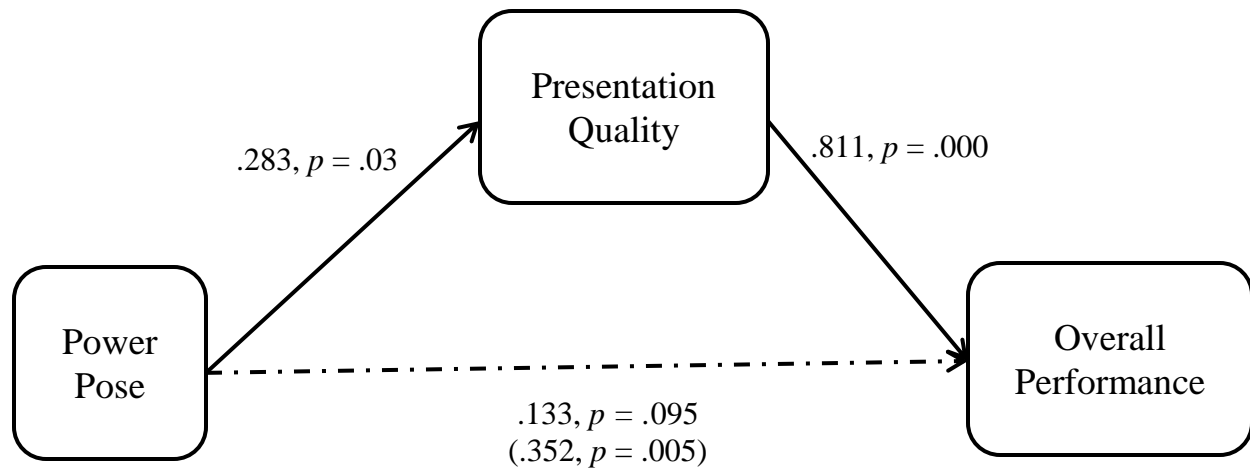 Presentation
Quality
.283, p = .03
.811, p = .000
Power
Pose
Overall
Performance
.133, p = .095
(.352, p = .005)